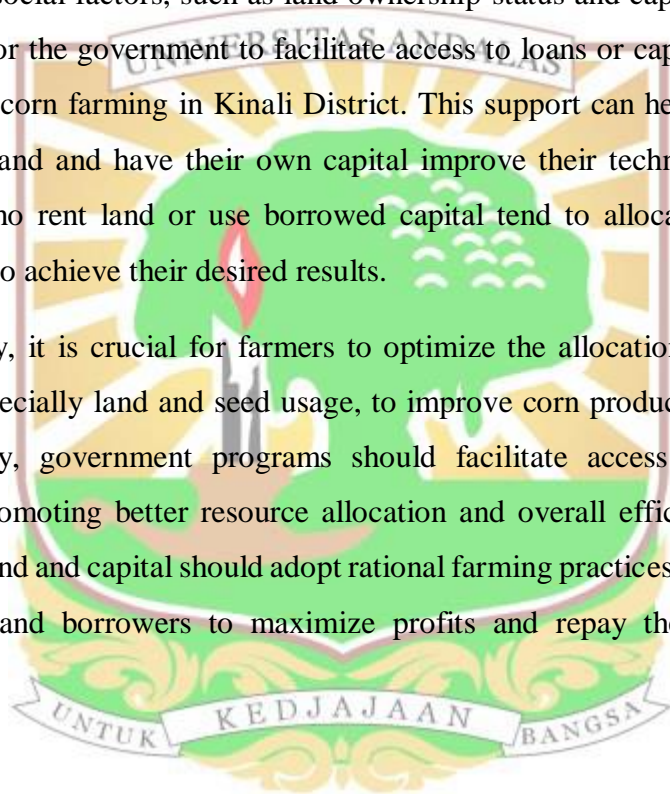 social factors, such as land ownership status and cap
UNIVERSITAS ANDALAS
or the government to facilitate access to loans or cap
corn farming in Kinali District. This support can he
and and have their own capital improve their techn
no rent land or use borrowed capital tend to alloca
o achieve their desired results.
y, it is crucial for farmers to optimize the allocation
pecially land and seed usage, to improve corn produc
y, government programs should facilitate access
omoting better resource allocation and overall effic
nd and capital should adopt rational farming practices
and borrowers to maximize profits and repay the
UNTUK KEDJAJAAN BANGSA